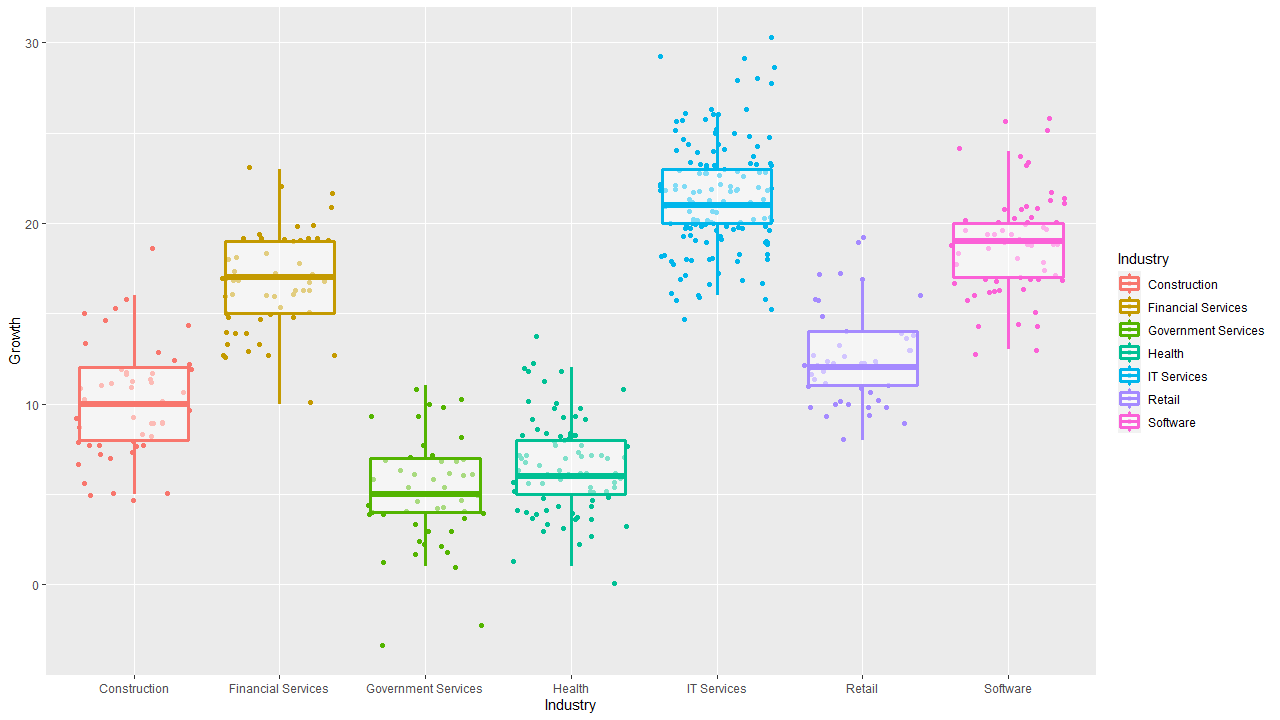 30
20
10
0
Growth
Construction
Financial Services
Government Services
Health
IT Services
Retail
Software
Industry
Industry
Construction
Financial Services
Government Services
Health
IT Services
Retail
Software